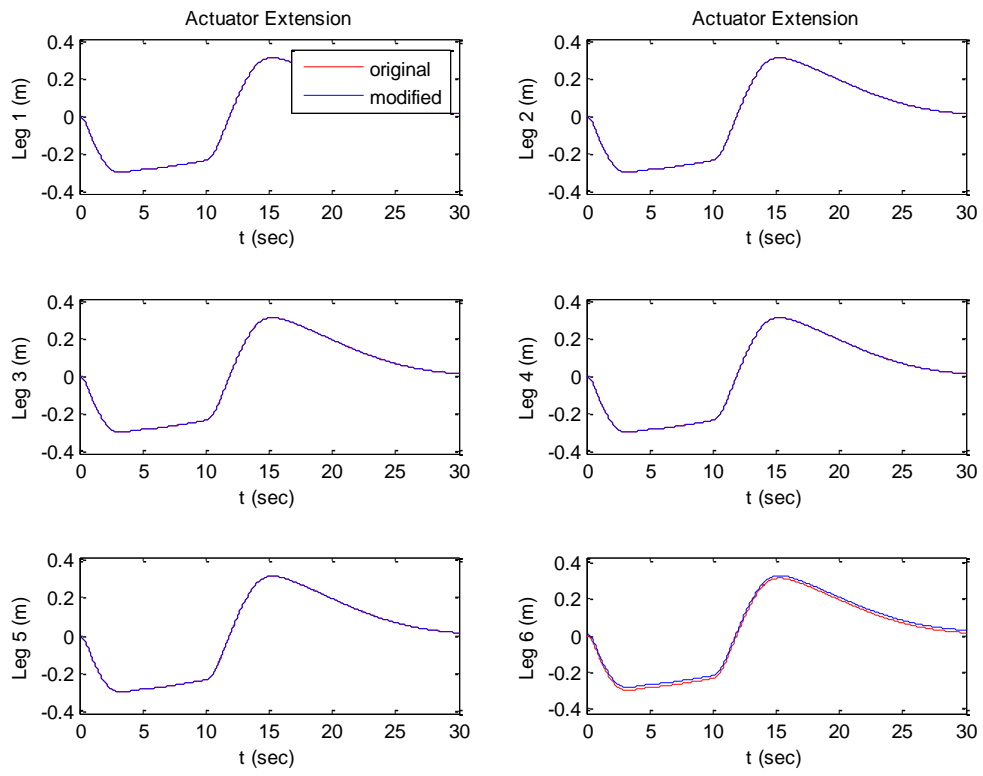 Actuator Extension
Actuator Extension
0.4
0.2
0
-0.2
-0.4
Leg 1 (m)
original
modified
0 5 10 15 20 25 30
t (sec)
0.4
0.2
0
-0.2
-0.4
Leg 2 (m)
0 5 10 15 20 25 30
t (sec)
0.4
0.2
0
-0.2
-0.4
Leg 3 (m)
0 5 10 15 20 25 30
t (sec)
0.4
0.2
0
-0.2
-0.4
Leg 4 (m)
0 5 10 15 20 25 30
t (sec)
0.4
0.2
0
-0.2
-0.4
Leg 5 (m)
0 5 10 15 20 25 30
t (sec)
0.4
0.2
0
-0.2
-0.4
Leg 6 (m)
0 5 10 15 20 25 30
t (sec)